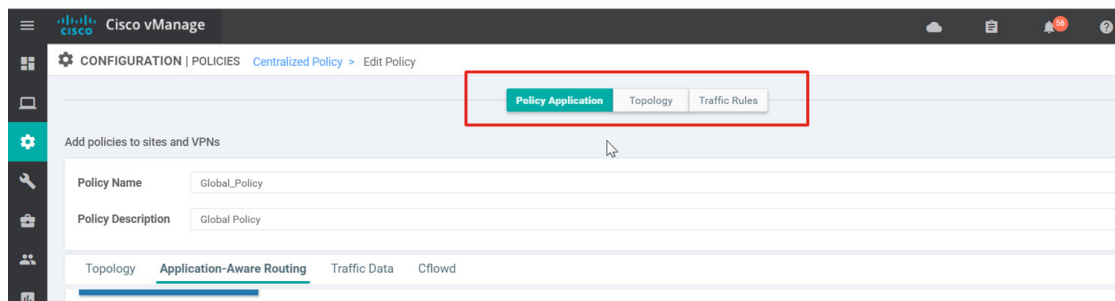 cisco Cisco vManage 56
CONFIGURATION | POLICIES Centralized Policy > Edit Policy
Policy Application Topology Traffic Rules
Add policies to sites and VPNs
Policy Name Global_Policy
Policy Description Global Policy
Topology Application-Aware Routing Traffic Data Cflowd